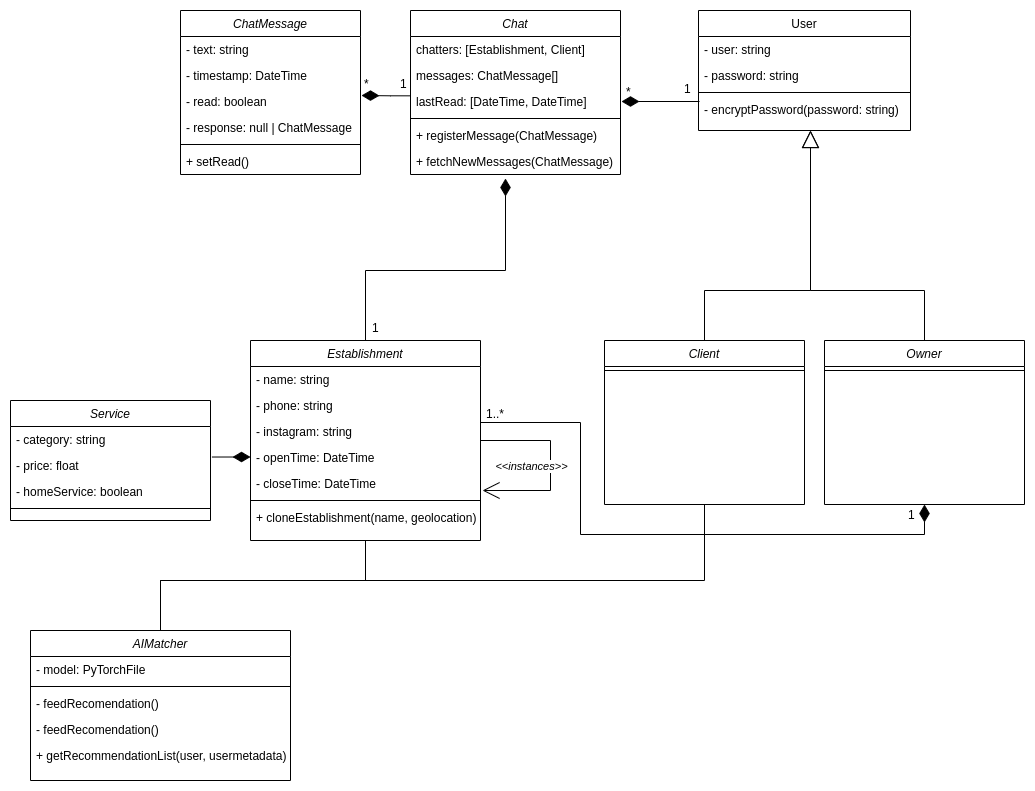 ChatMessage
- text: string
- timestamp: DateTime
- read: boolean
- response: null | ChatMessage
+ setRead()
*
1
Chat
chatters: [Establishment, Client]
messages: ChatMessage[]
lastRead: [DateTime, DateTime]
+ registerMessage(ChatMessage)
+ fetchNewMessages(ChatMessage)
*
1
User
- user: string
- password: string
- encryptPassword(password: string)
1
Establishment
- name: string
- phone: string
- instagram: string
- openTime: DateTime
- closeTime: DateTime
+ cloneEstablishment(name, geolocation)
1..*
<<instances>>
Client
Owner
1
Service
- category: string
- price: float
- homeService: boolean
AIMatcher
- model: PyTorchFile
- feedRecomendation()
- feedRecomendation()
+ getRecommendationList(user, usermetadata)